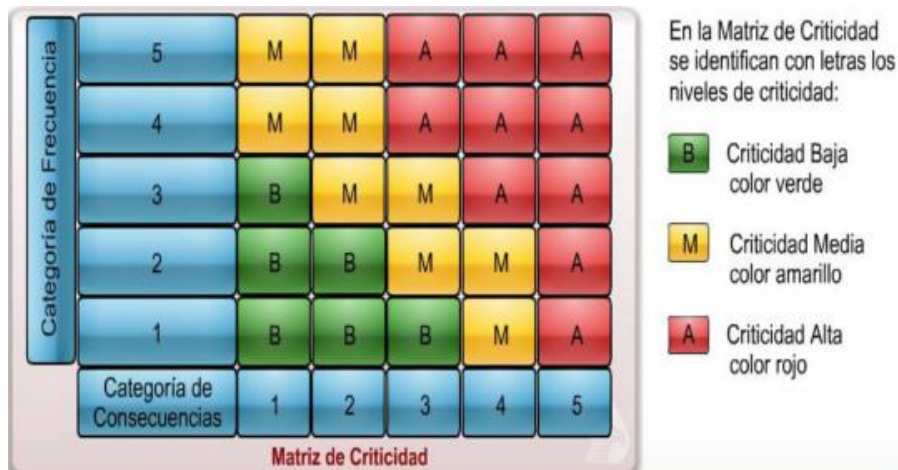 Categoría de Frecuencia
5 M M A A A
4 M M A A A
3 B M M A A
2 B B M M A
1 B B B M A
Categoría de
Consecuencias
1 2 3 4 5
Matriz de Criticidad
En la Matriz de Criticidad
se identifican con letras los
niveles de criticidad:
B Criticidad Baja
color verde
M Criticidad Media
color amarillo
A Criticidad Alta
color rojo